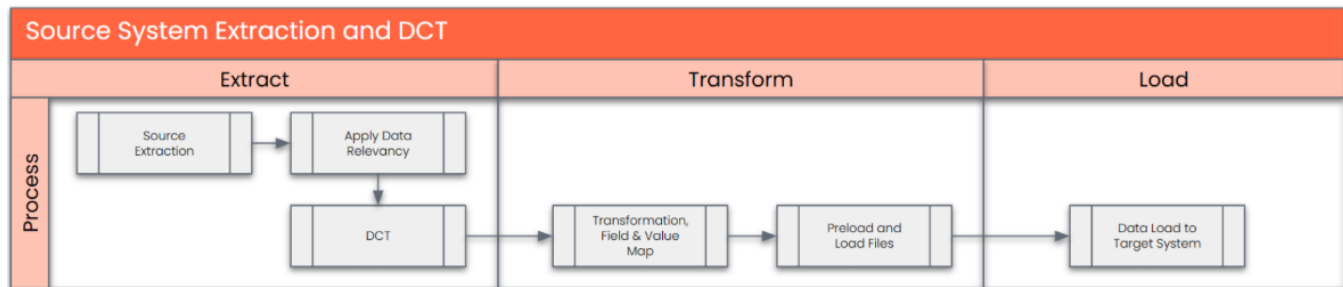 Source System Extraction and DCT
Extract
Transform
Load
Process
Source
Extraction
Apply Data
Relevancy
DCT
Transformation,
Field & Value
Map
Preload and
Load Files
Data Load to
Target System